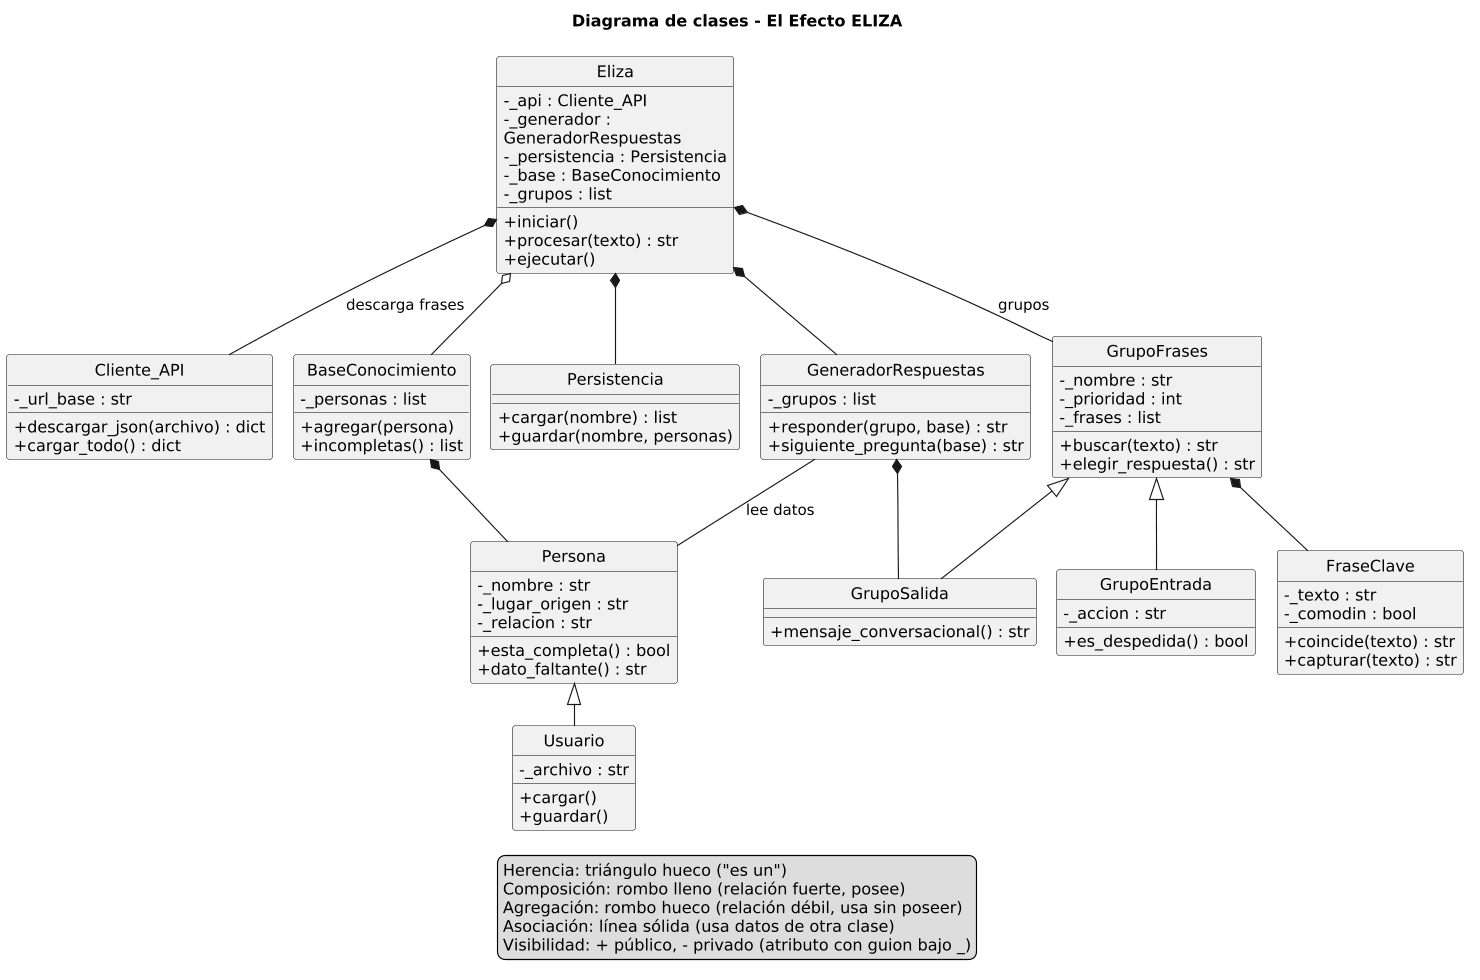 Diagrama de clases - El Efecto ELIZA
Eliza
-_api : Cliente_API
-_generador :
GeneradorRespuestas
-_persistencia : Persistencia
-_base : BaseConocimiento
-_grupos : list
+iniciar()
+procesar(texto) : str
+ejecutar()
descarga frases
grupos
Cliente_API
-_url_base : str
+descargar_json(archivo) : dict
+cargar_todo() : dict
BaseConocimiento
-_personas : list
+agregar(persona)
+incompletas() : list
Persistencia
+cargar(nombre) : list
+guardar(nombre, personas)
GeneradorRespuestas
-_grupos : list
+responder(grupo, base) : str
+siguiente_pregunta(base) : str
GrupoFrases
-_nombre : str
-_prioridad : int
-_frases : list
+buscar(texto) : str
+elegir_respuesta() : str
lee datos
Persona
-_nombre : str
-_lugar_origen : str
-_relacion : str
+esta_completa() : bool
+dato_faltante() : str
GrupoSalida
+mensaje_conversacional() : str
GrupoEntrada
-_accion : str
+es_despedida() : bool
FraseClave
-_texto : str
-_comodin : bool
+coincide(texto) : str
+capturar(texto) : str
Usuario
-_archivo : str
+cargar()
+guardar()
Herencia: triángulo hueco ("es un")
Composición: rombo lleno (relación fuerte, posee)
Agregación: rombo hueco (relación débil, usa sin poseer)
Asociación: línea sólida (usa datos de otra clase)
Visibilidad: + público, - privado (atributo con guion bajo _)